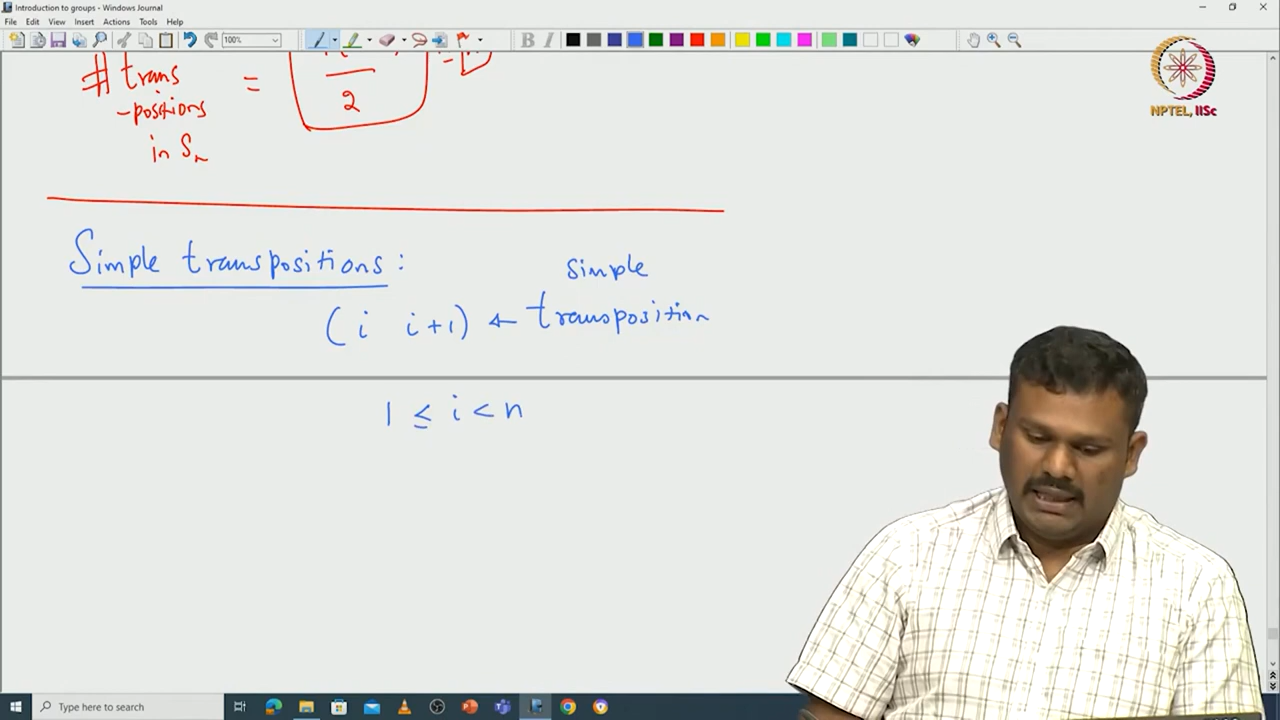 Introduction to groups - Windows Journal
File Edit View Insert Actions Tools Help
100%
B I
# trans
-positions
in Sn
=
2
NPTEL, IISc
Simple transpositions :
(i i+1) ← simple transposition
1 ≤ i < n
Type here to search